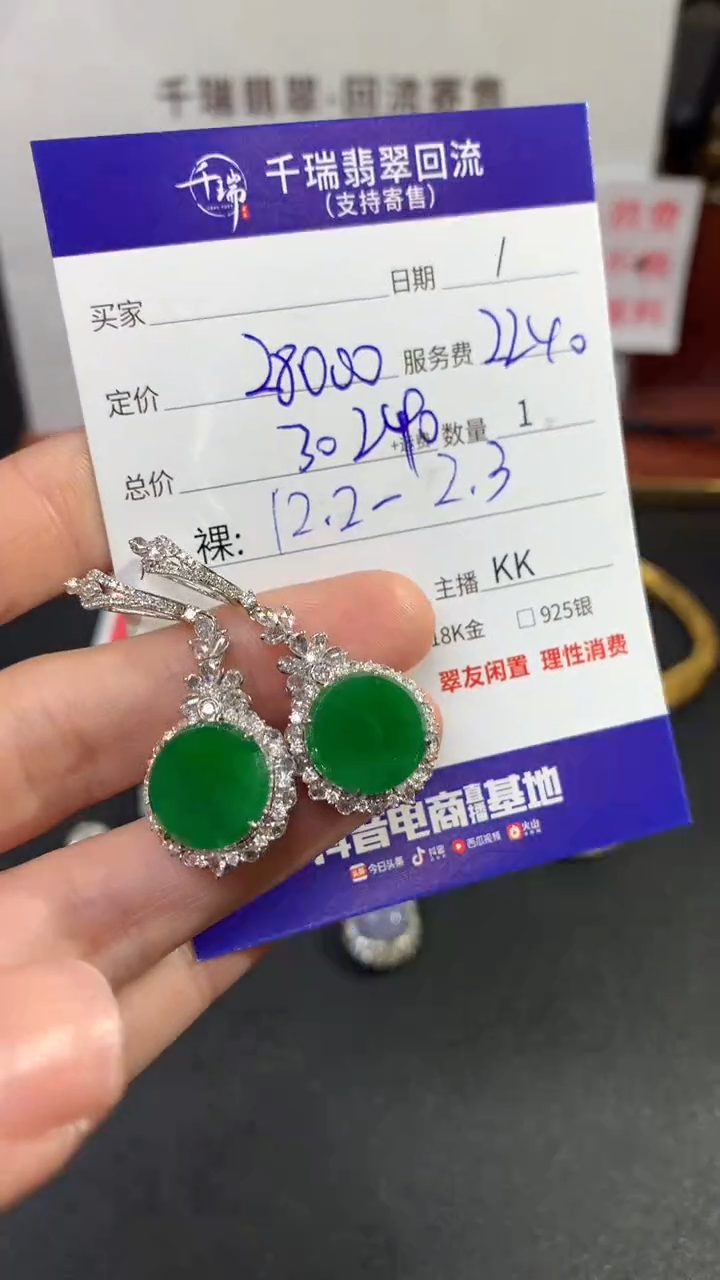 千瑞翡翠·回流寄售
千瑞
千瑞翡翠回流
(支持寄售)
买家
日期 /
定价 28000 服务费 2240
总价 30240 数量 1
裸: 12.2-2.3
主播 KK
18K金 □925银
翠友闲置 理性消费
抖音电商直播基地
头条 今日头条 抖音 西瓜视频 火山